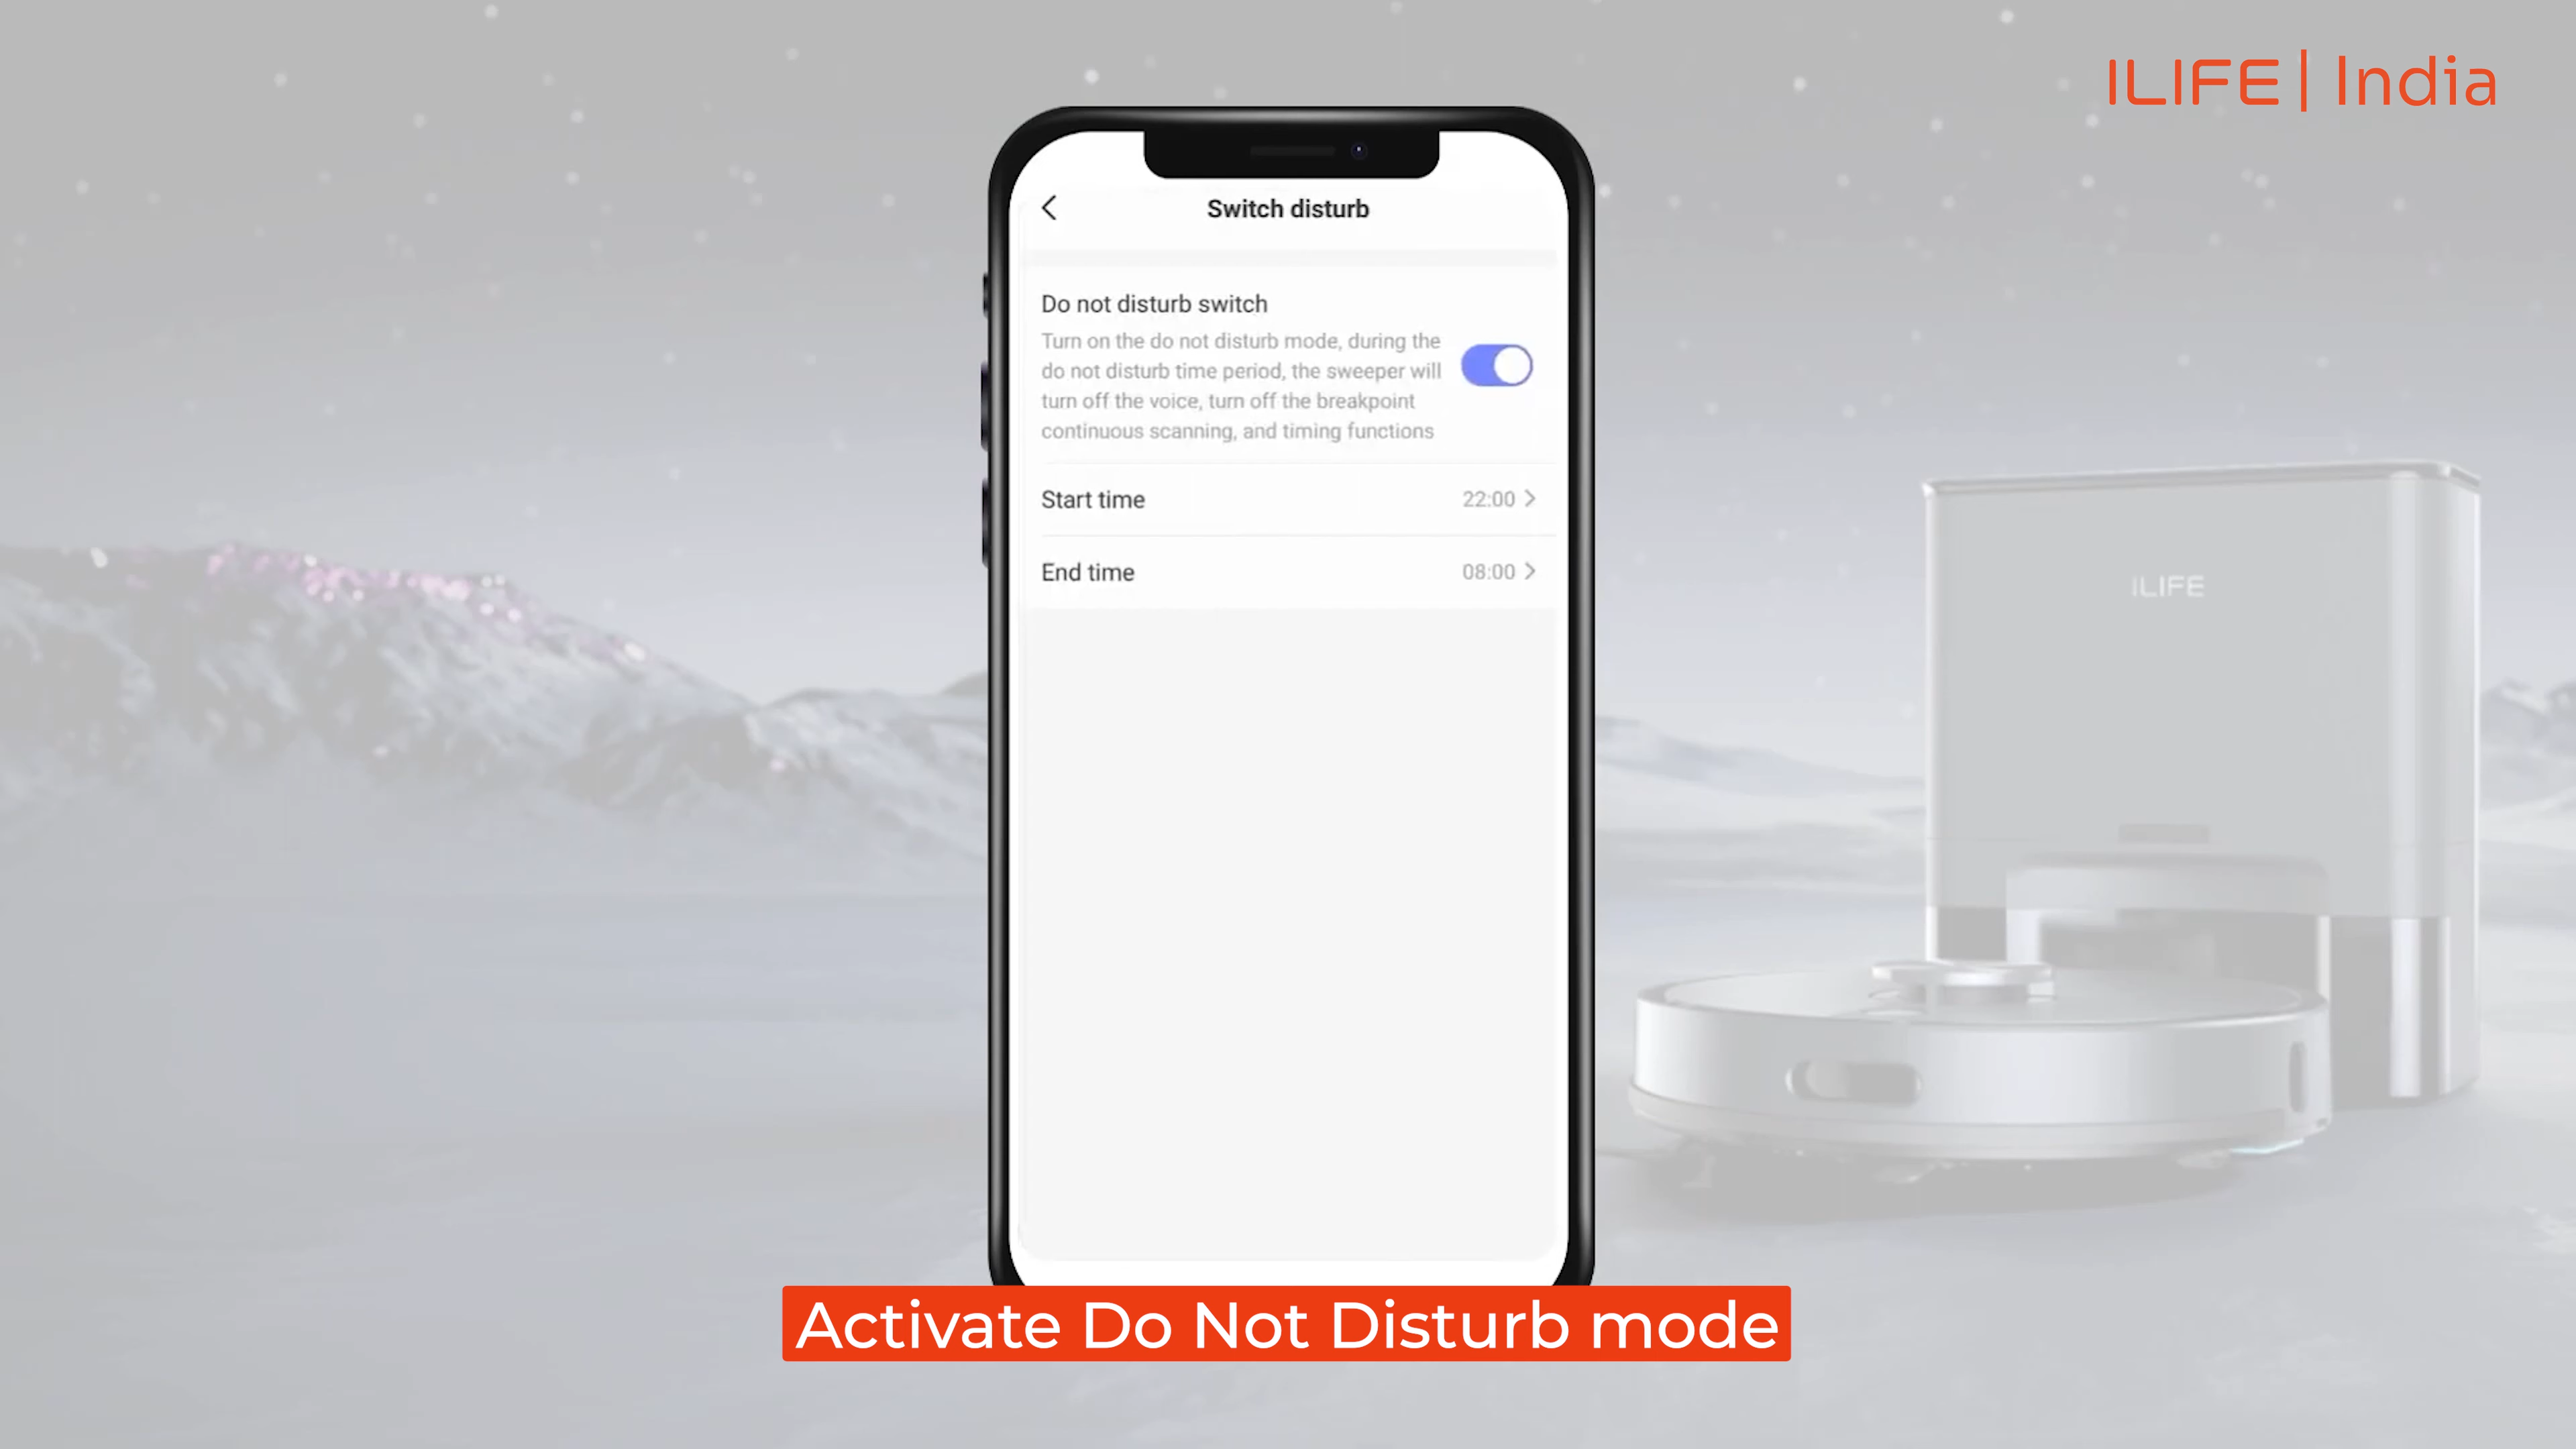 ILIFE | India
Switch disturb
Do not disturb switch
Turn on the do not disturb mode, during the
do not disturb time period, the sweeper will
turn off the voice, turn off the breakpoint
continuous scanning, and timing functions
Start time 22:00
End time 08:00
ILIFE
Activate Do Not Disturb mode